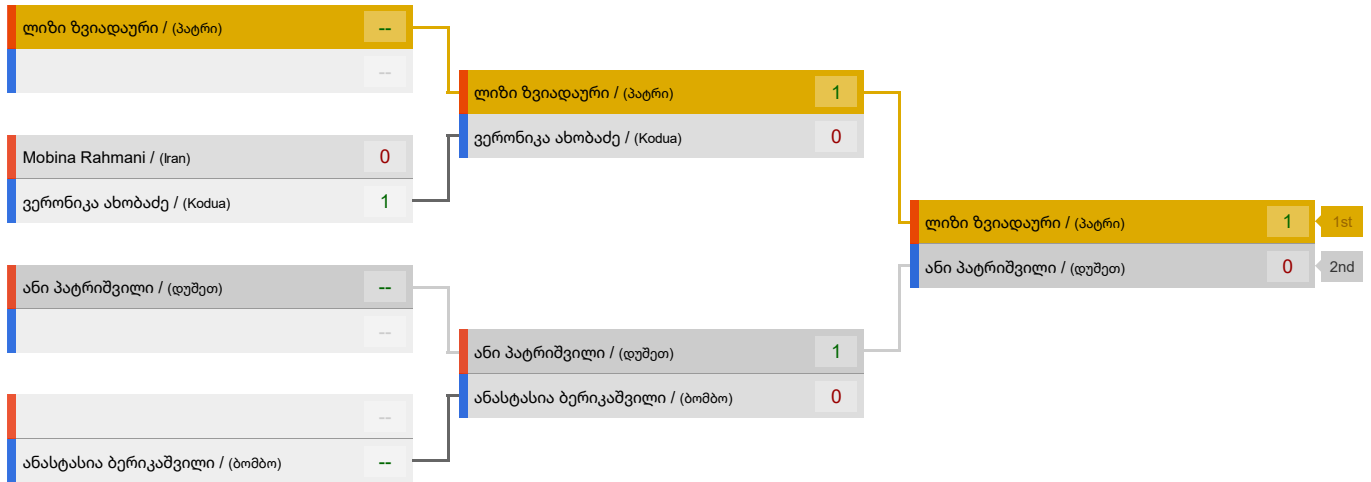 ლიზი ზვიადაური / (პატრი) --
--
Mobina Rahmani / (Iran) 0
ვერონიკა ახობაძე / (Kodua) 1
ანი პატრიშვილი / (დუშეთ) --
--
--
ანასტასია ბერიკაშვილი / (ბომბო) --
ლიზი ზვიადაური / (პატრი) 1
ვერონიკა ახობაძე / (Kodua) 0
ანი პატრიშვილი / (დუშეთ) 1
ანასტასია ბერიკაშვილი / (ბომბო) 0
ლიზი ზვიადაური / (პატრი) 1 1st
ანი პატრიშვილი / (დუშეთ) 0 2nd